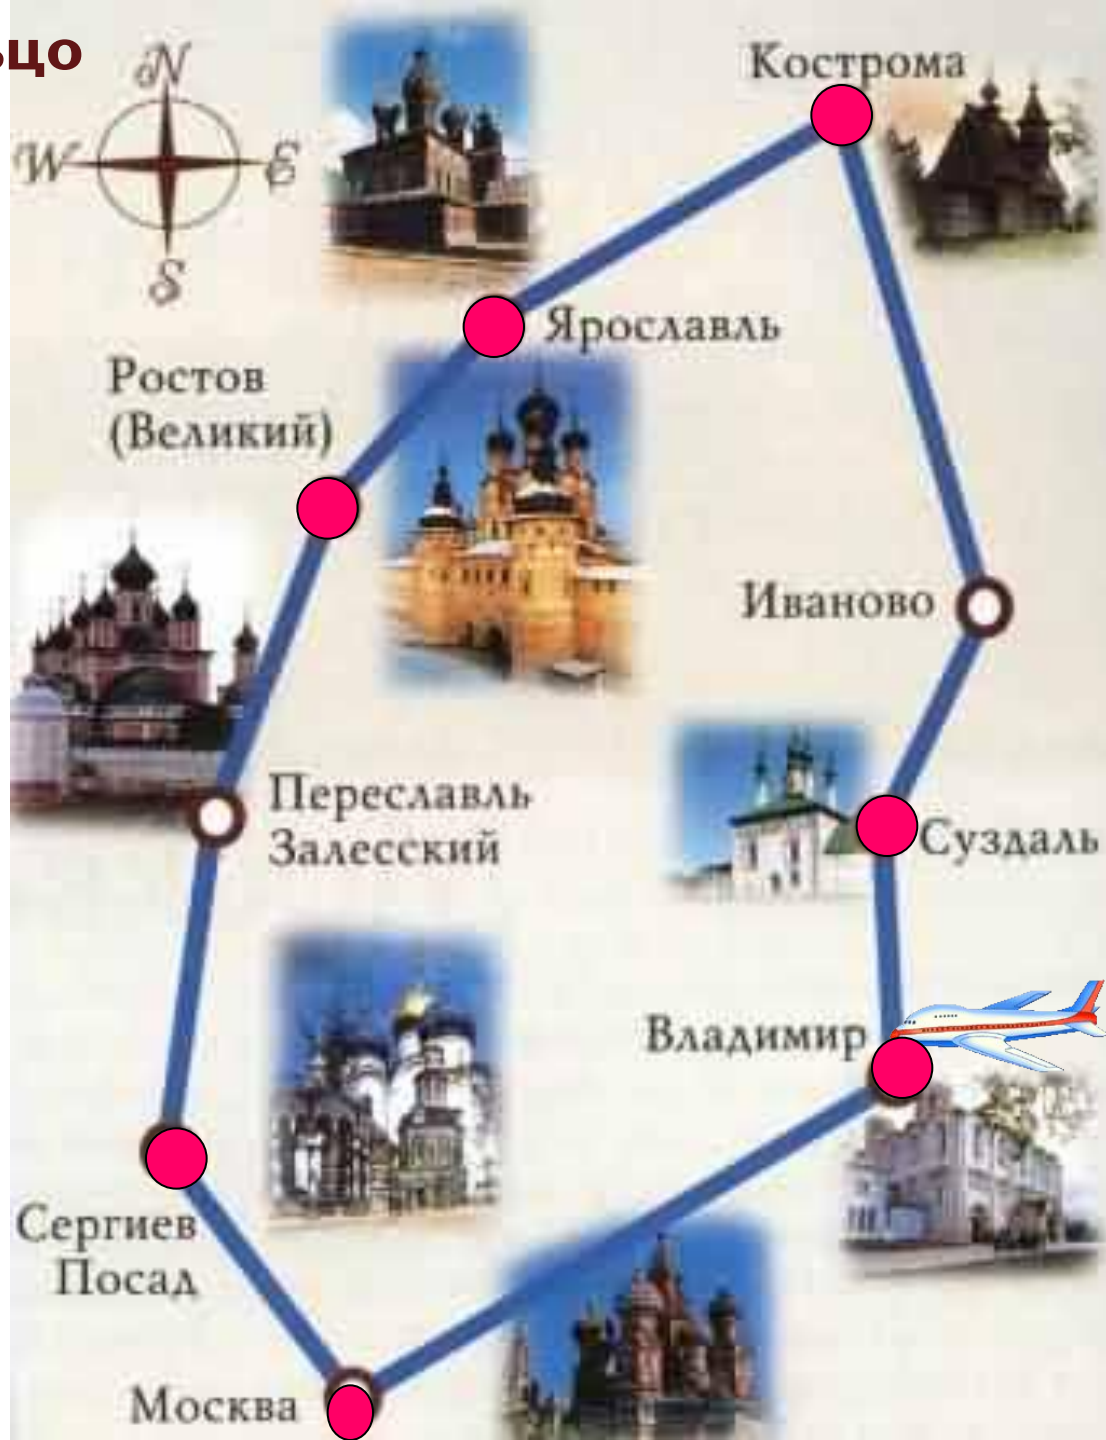 ьцо
N
W E
S
Кострома
Ярославль
Ростов
(Великий)
Иваново
Переславль
Залесский
Суздаль
Владимир
Сергиев
Посад
Москва